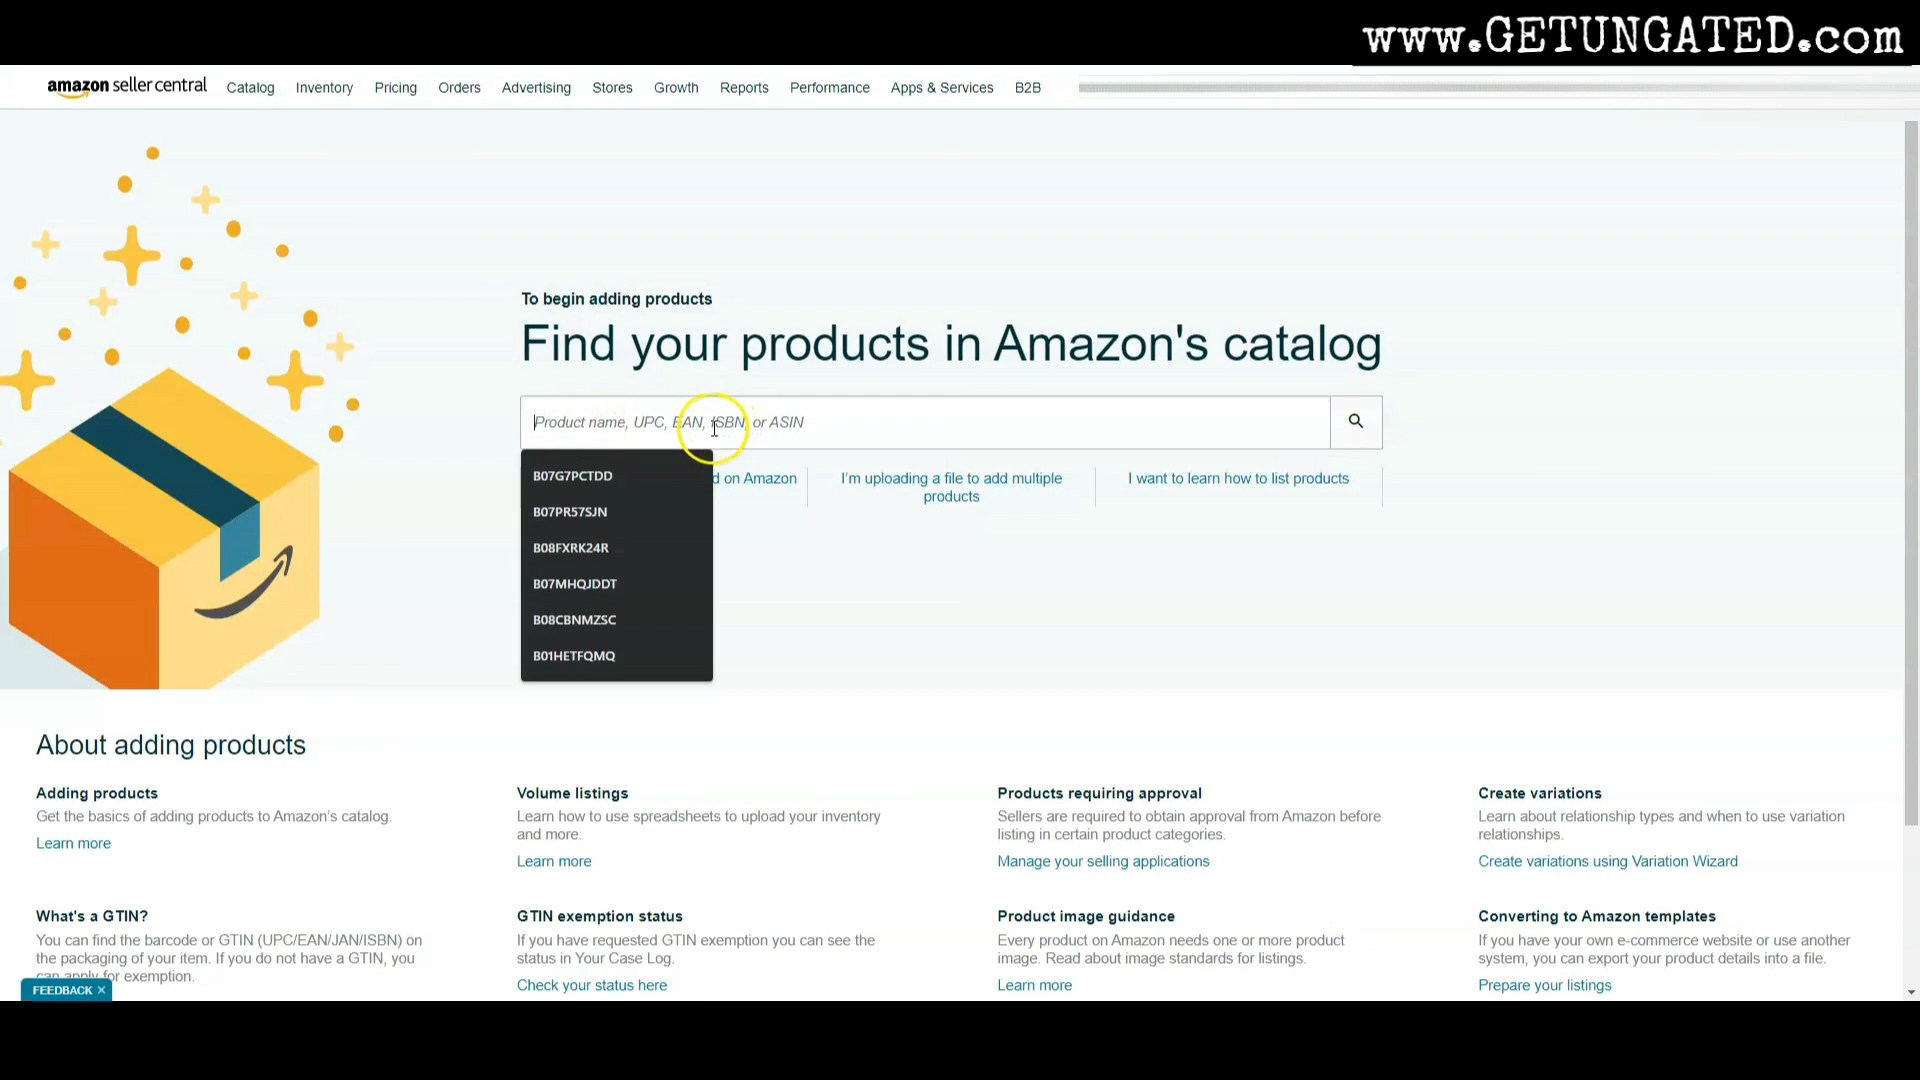 www.GETUNGATED.com
amazon seller central Catalog Inventory Pricing Orders Advertising Stores Growth Reports Performance Apps & Services B2B
To begin adding products
Find your products in Amazon's catalog
Product name, UPC, EAN, ISBN, or ASIN
B07G7PCTDD
B07PR57SJN
B08FXRK24R
B07MHQJDDT
B08CBNMZSC
B01HETFQMQ
d on Amazon
I'm uploading a file to add multiple
products
I want to learn how to list products
About adding products
Adding products
Get the basics of adding products to Amazon's catalog.
Learn more
Volume listings
Learn how to use spreadsheets to upload your inventory
and more.
Learn more
Products requiring approval
Sellers are required to obtain approval from Amazon before
listing in certain product categories.
Manage your selling applications
Create variations
Learn about relationship types and when to use variation
relationships.
Create variations using Variation Wizard
What's a GTIN?
You can find the barcode or GTIN (UPC/EAN/JAN/ISBN) on
the packaging of your item. If you do not have a GTIN, you
can apply for exemption.
GTIN exemption status
If you have requested GTIN exemption you can see the
status in Your Case Log.
Check your status here
Product image guidance
Every product on Amazon needs one or more product
image. Read about image standards for listings.
Learn more
Converting to Amazon templates
If you have your own e-commerce website or use another
system, you can export your product details into a file.
Prepare your listings
FEEDBACK